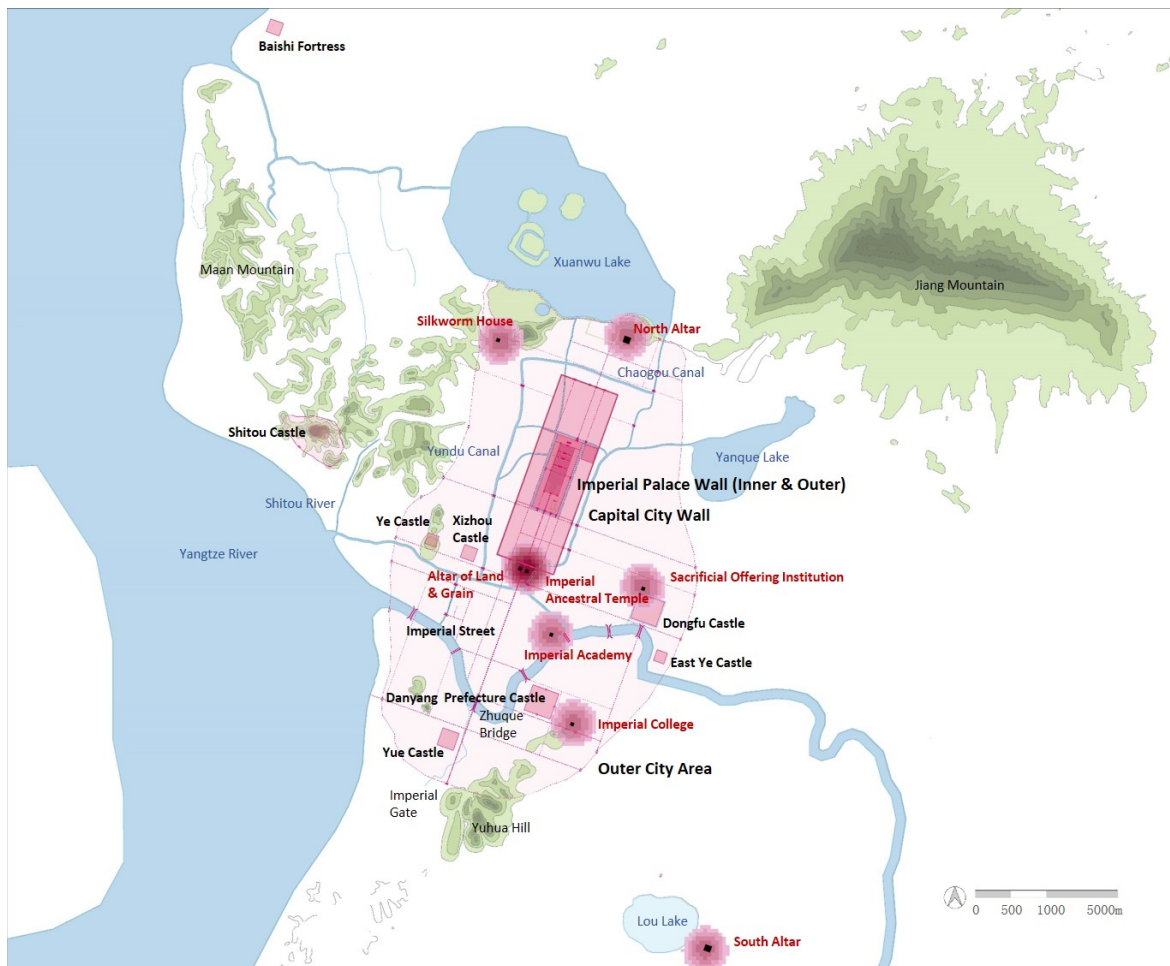 Baishi Fortress
Maan Mountain
Xuanwu Lake
Jiang Mountain
Silkworm House
North Altar
Chaogou Canal
Shitou Castle
Yundu Canal
Yanque Lake
Imperial Palace Wall (Inner & Outer)
Shitou River
Capital City Wall
Ye Castle
Xizhou
Castle
Yangtze River
Altar of Land
& Grain
Imperial
Ancestral Temple
Sacrificial Offering Institution
Imperial Street
Dongfu Castle
Imperial Academy
East Ye Castle
Danyang Prefecture Castle
Zhuque
Bridge
Imperial College
Yue Castle
Outer City Area
Imperial
Gate
Yuhua Hill
Lou Lake
South Altar
0 500 1000 5000m